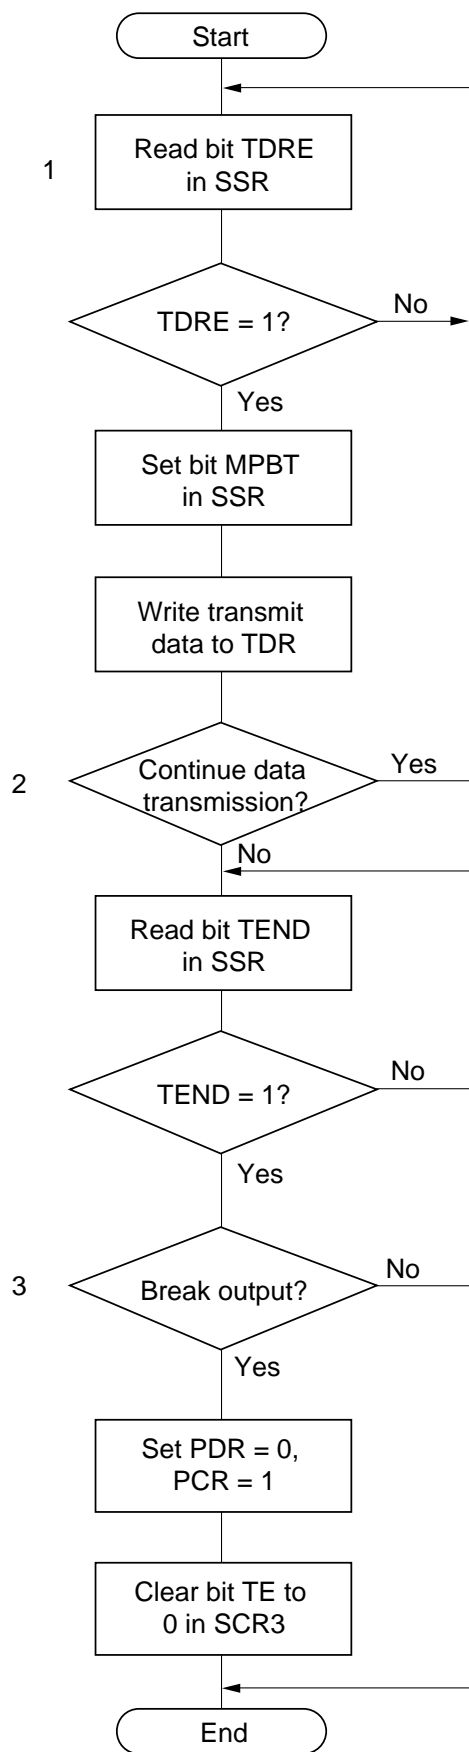 Start
1
Read bit TDRE
in SSR
TDRE = 1?
No
Yes
Set bit MPBT
in SSR
Write transmit
data to TDR
2
Continue data
transmission?
Yes
No
Read bit TEND
in SSR
TEND = 1?
No
Yes
3
Break output?
No
Yes
Set PDR = 0,
PCR = 1
Clear bit TE to
0 in SCR3
End